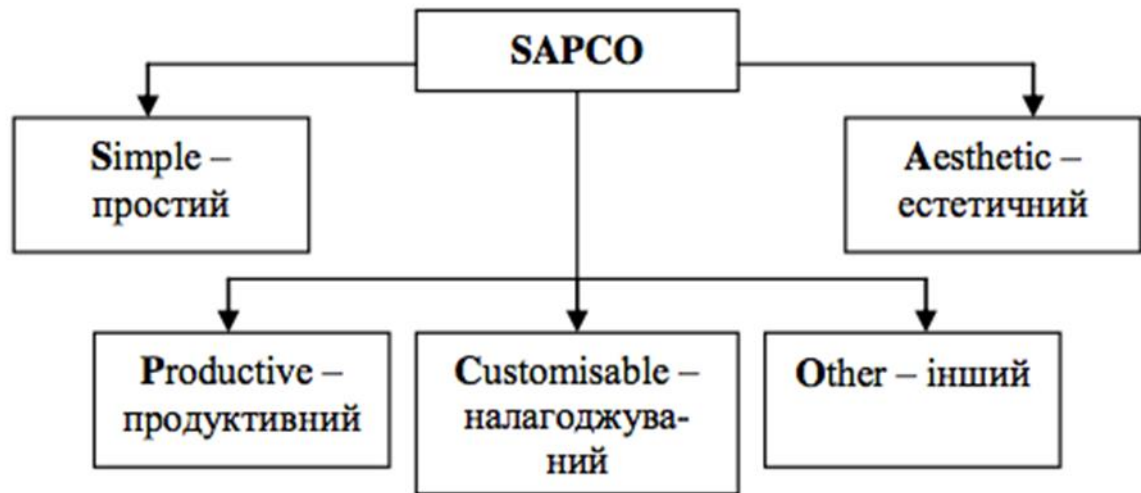 SAPCO
Simple –
простий
Aesthetic –
естетичний
Productive –
продуктивний
Customisable –
налагоджува-
ний
Other – інший